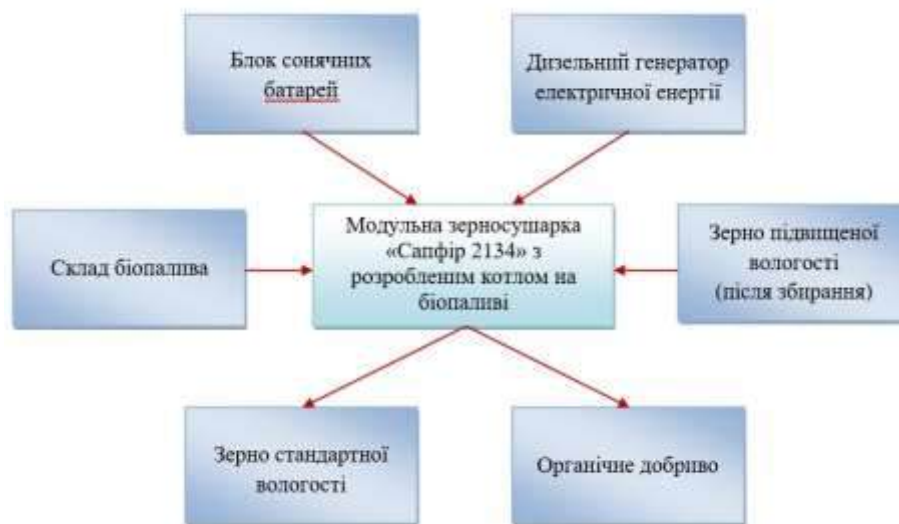 Блок сонячних
батарей
Дизельний генератор
електричної енергії
Склад біопалива
Модульна зерносушарка
«Сапфір 2134» з
розробленим котлом на
біопаливі
Зерно підвищеної
вологості
(після збирання)
Зерно стандартної
вологості
Органічне добриво